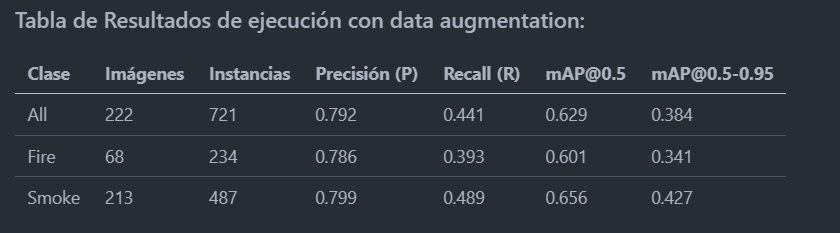 Tabla de Resultados de ejecución con data augmentation:
Clase Imágenes Instancias Precisión (P) Recall (R) mAP@0.5 mAP@0.5-0.95
All 222 721 0.792 0.441 0.629 0.384
Fire 68 234 0.786 0.393 0.601 0.341
Smoke 213 487 0.799 0.489 0.656 0.427